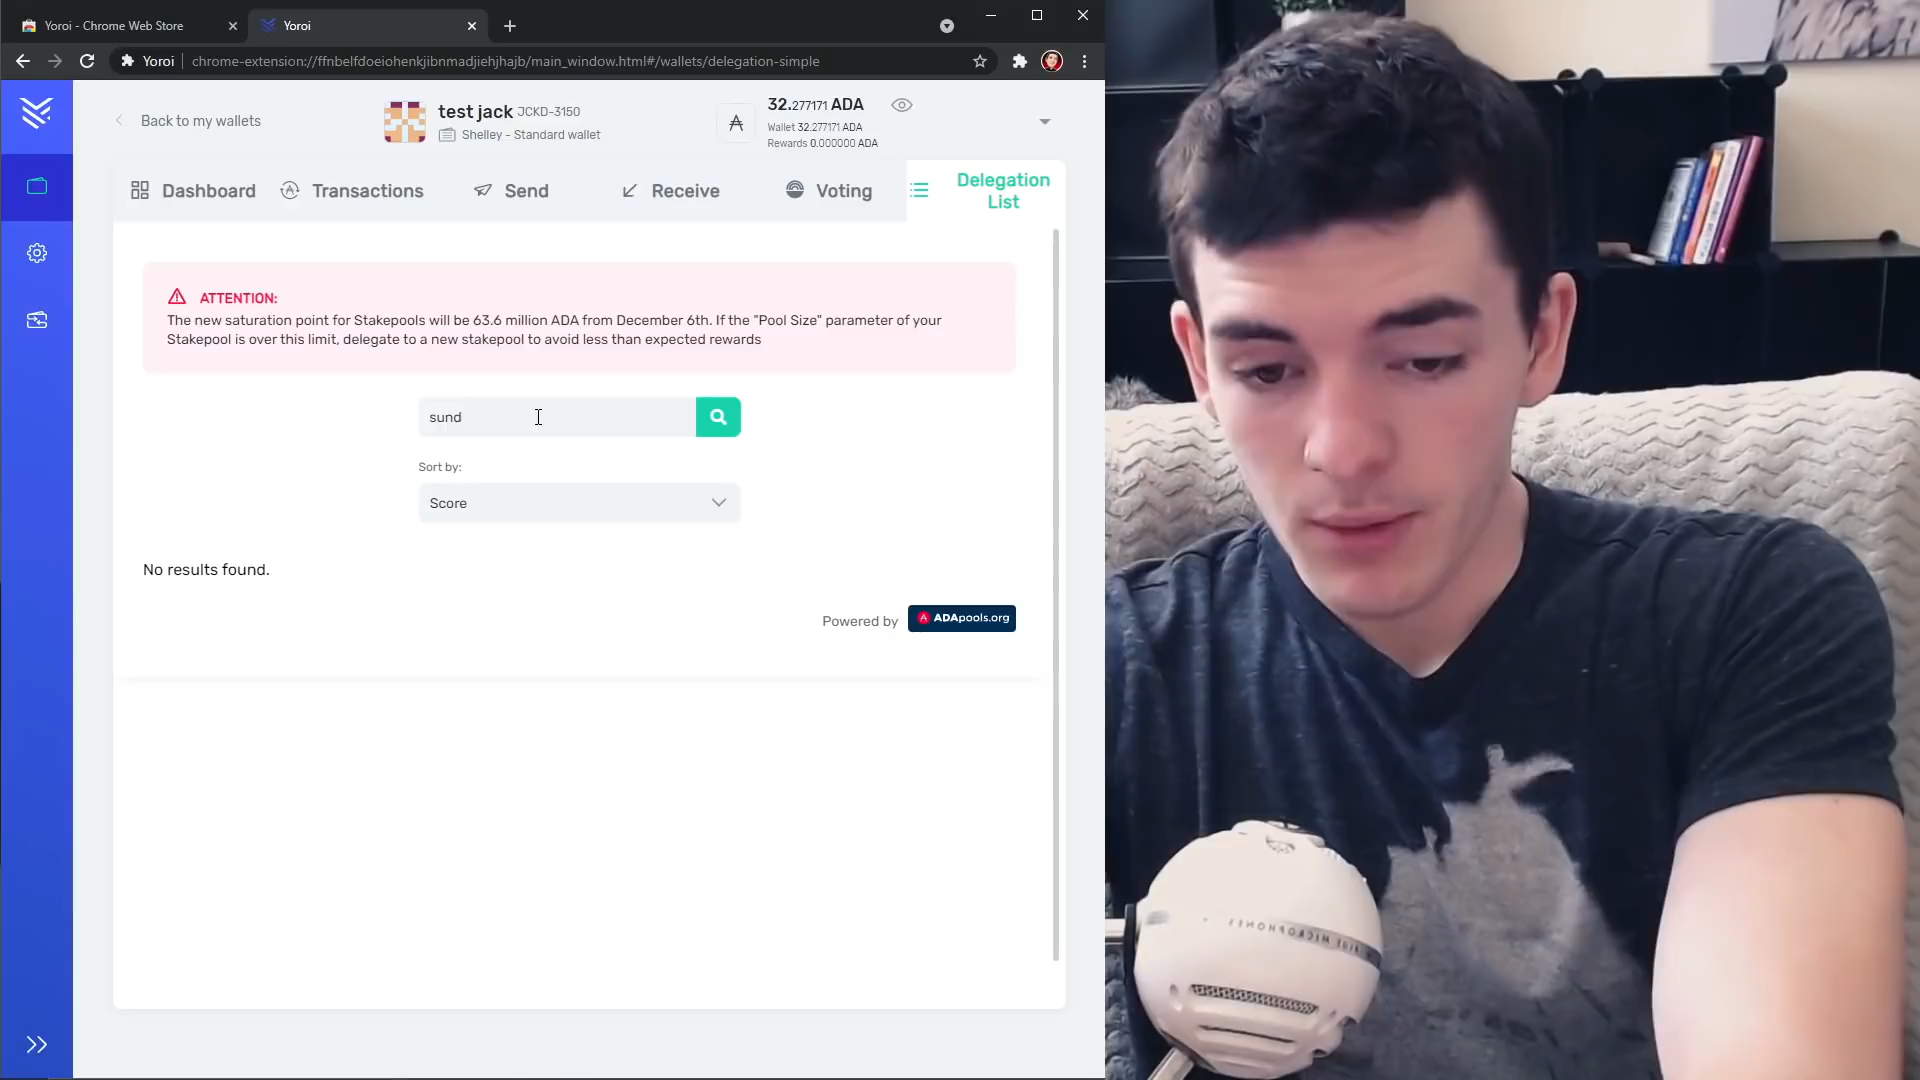 Yoroi - Chrome Web Store
Yoroi
Yoroi
chrome-extension://ffnbelfdoeiohenkjibnmadjiehjhajb/main_window.html#/wallets/delegation-simple
Back to my wallets
test jack JCKD-3150
Shelley - Standard wallet
32.277171 ADA
Wallet 32.277171 ADA
Rewards 0.000000 ADA
Dashboard
Transactions
Send
Receive
Voting
Delegation
List
ATTENTION:
The new saturation point for Stakepools will be 63.6 million ADA from December 6th. If the "Pool Size" parameter of your
Stakepool is over this limit, delegate to a new stakepool to avoid less than expected rewards
sund
Sort by:
Score
No results found.
Powered by
ADApools.org
BLUE MICROPHONES